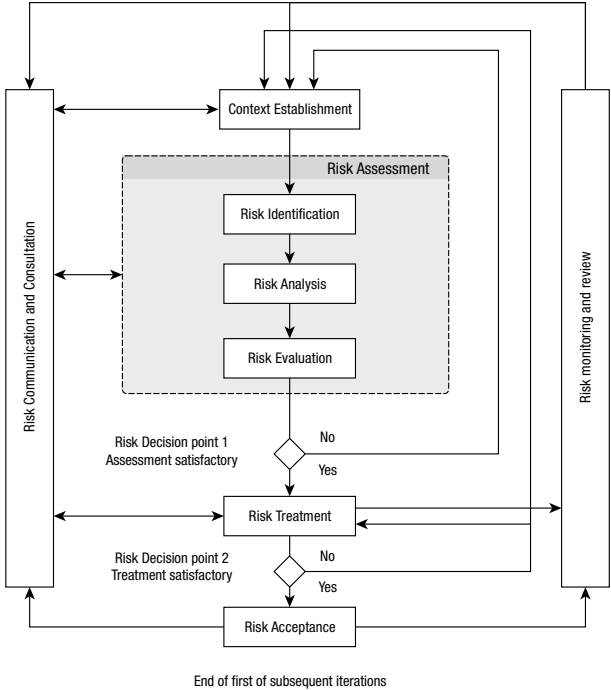 Context Establishment
Risk Assessment
Risk Identification
Risk Analysis
Risk Evaluation
Risk Communication and Consultation
Risk monitoring and review
Risk Decision point 1
Assessment satisfactory
No
Yes
Risk Treatment
Risk Decision point 2
Treatment satisfactory
No
Yes
Risk Acceptance
End of first of subsequent iterations